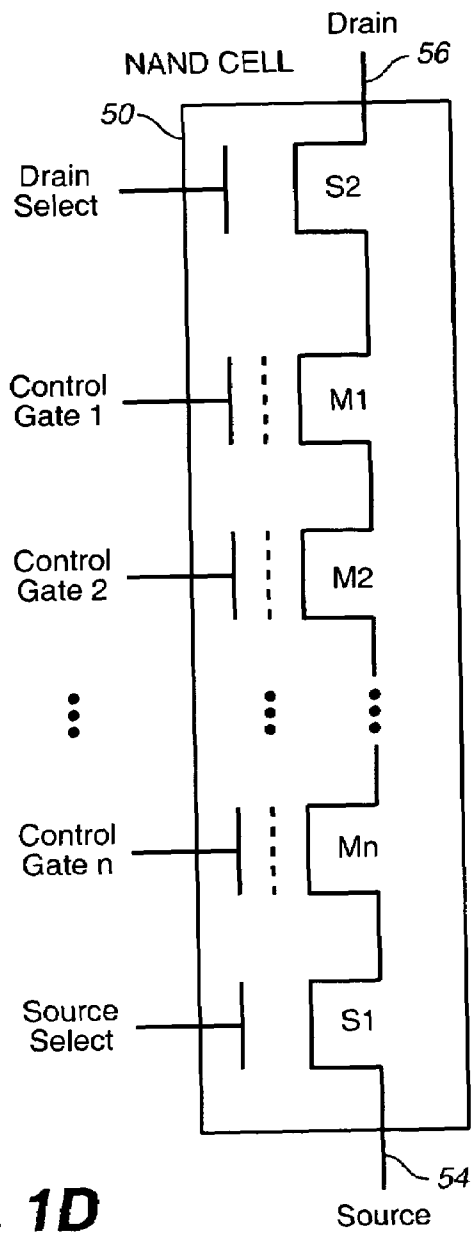 Drain
NAND CELL
56
50
Drain
Select
S2
Control
Gate 1
M1
Control
Gate 2
M2
Control
Gate n
Mn
Source
Select
S1
54
1D
Source